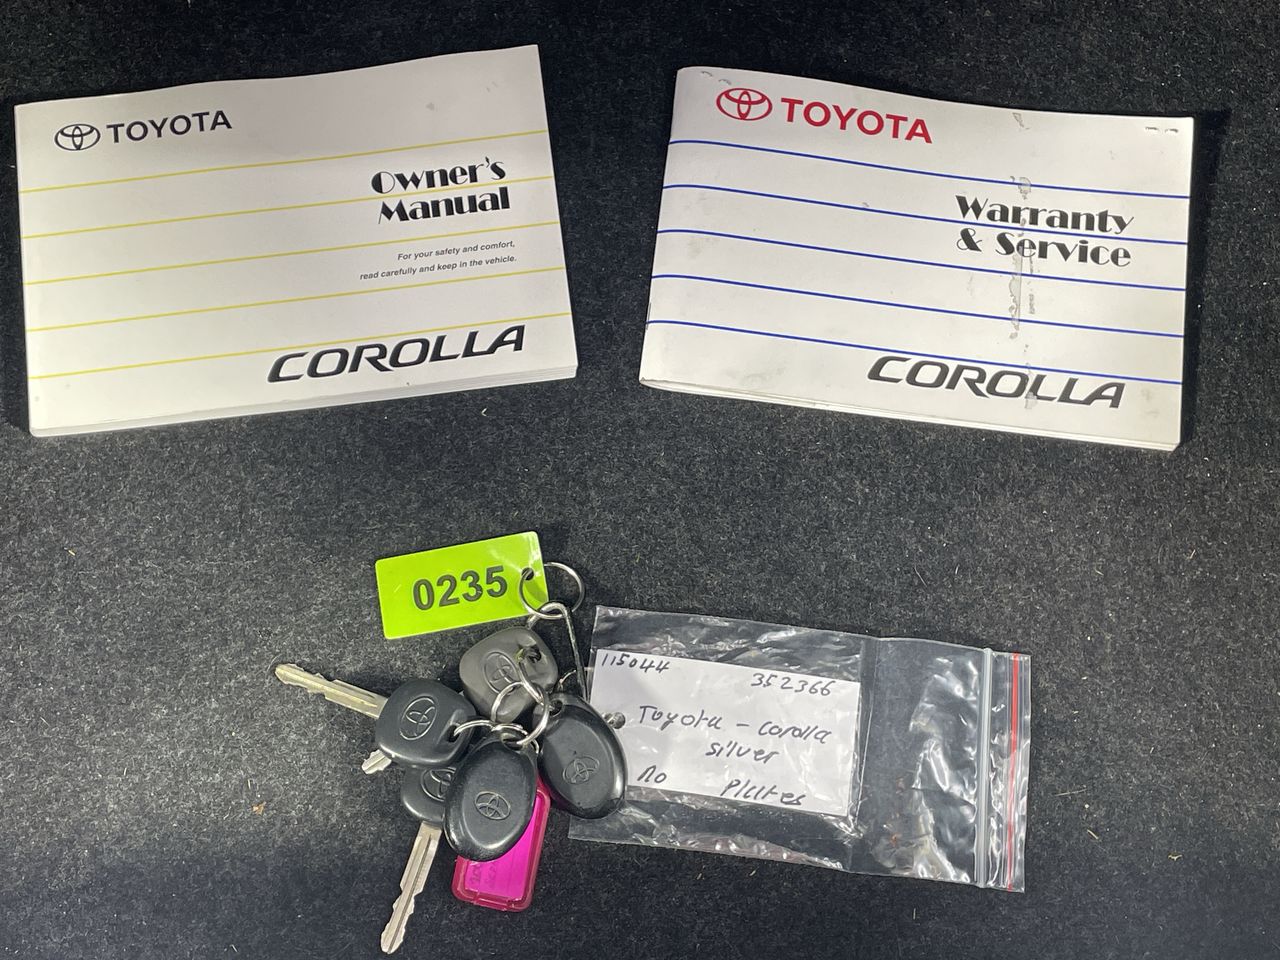 TOYOTA
Owner's
Manual
For your safety and comfort,
read carefully and keep in the vehicle.
COROLLA
TOYOTA
Warranty
& Service
COROLLA
0235
115044
352366
Toyota - Corolla
silver
no plates